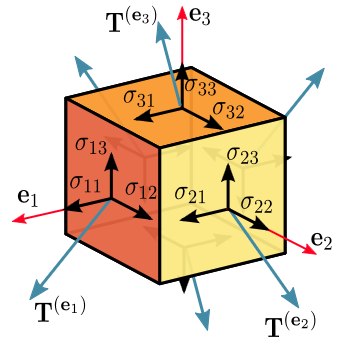 T^(e₃)
e₃
σ₃₃
σ₃₁
σ₃₂
σ₁₃
σ₂₃
e₁
σ₁₁
σ₁₂
σ₂₁
σ₂₂
e₂
T^(e₁)
T^(e₂)